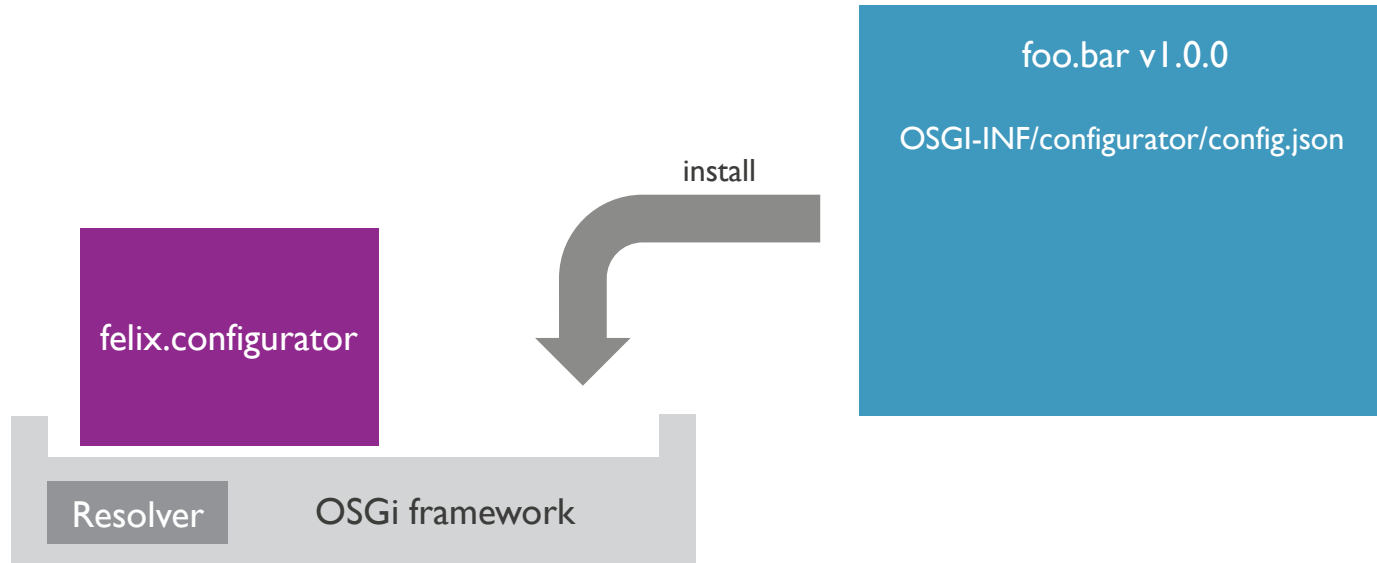 foo.bar v1.0.0
OSGI-INF/configurator/config.json
install
felix.configurator
Resolver
OSGi framework